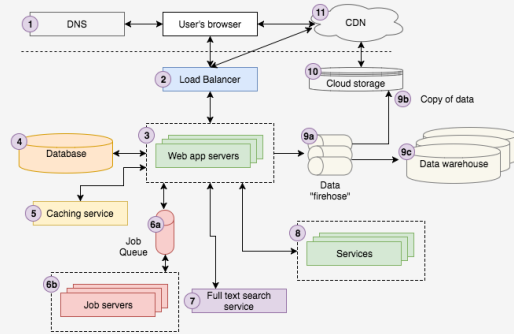 1
DNS
User's browser
11
CDN
2
Load Balancer
10
Cloud storage
9b
Copy of data
3
Web app servers
4
Database
9a
Data
"firehose"
9c
Data warehouse
5
Caching service
6a
Job
Queue
8
Services
6b
Job servers
7
Full text search
service